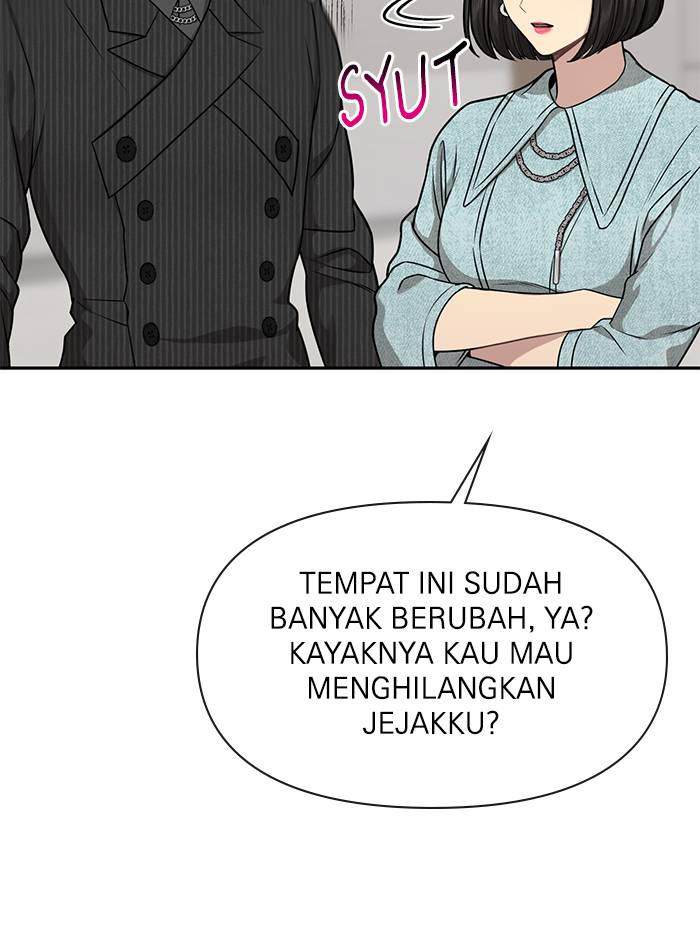 SYUT
TEMPAT INI SUDAH
BANYAK BERUBAH, YA?
KAYAKNYA KAU MAU
MENGHILANGKAN
JEJAKKU?